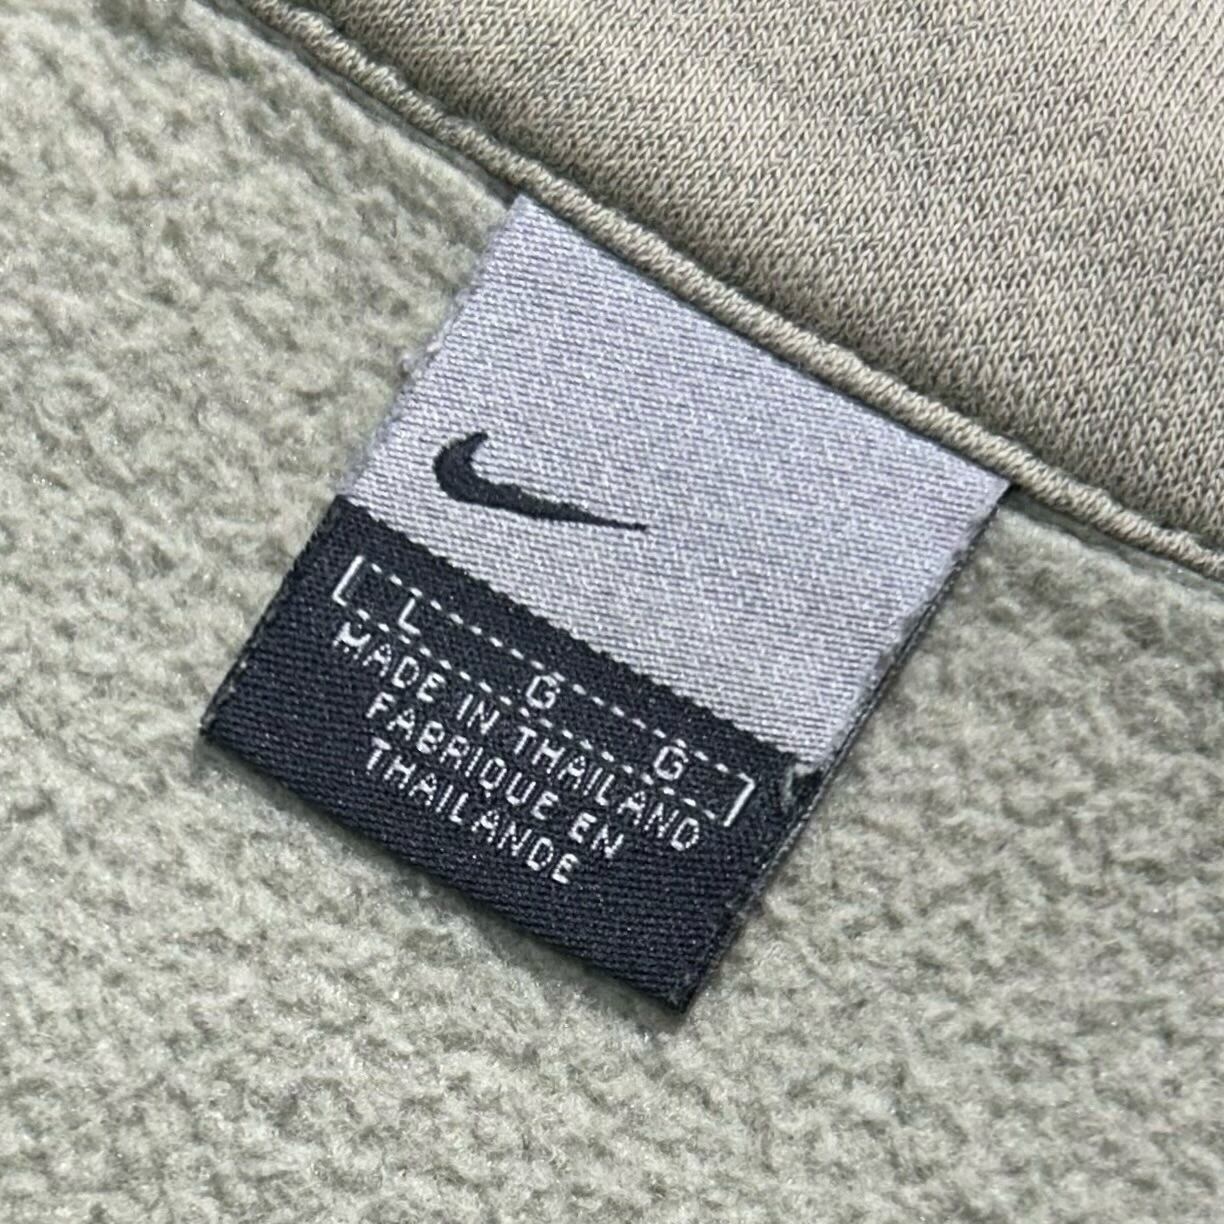 L L G G
MADE IN THAILAND
FABRIQUE EN
THAILANDE